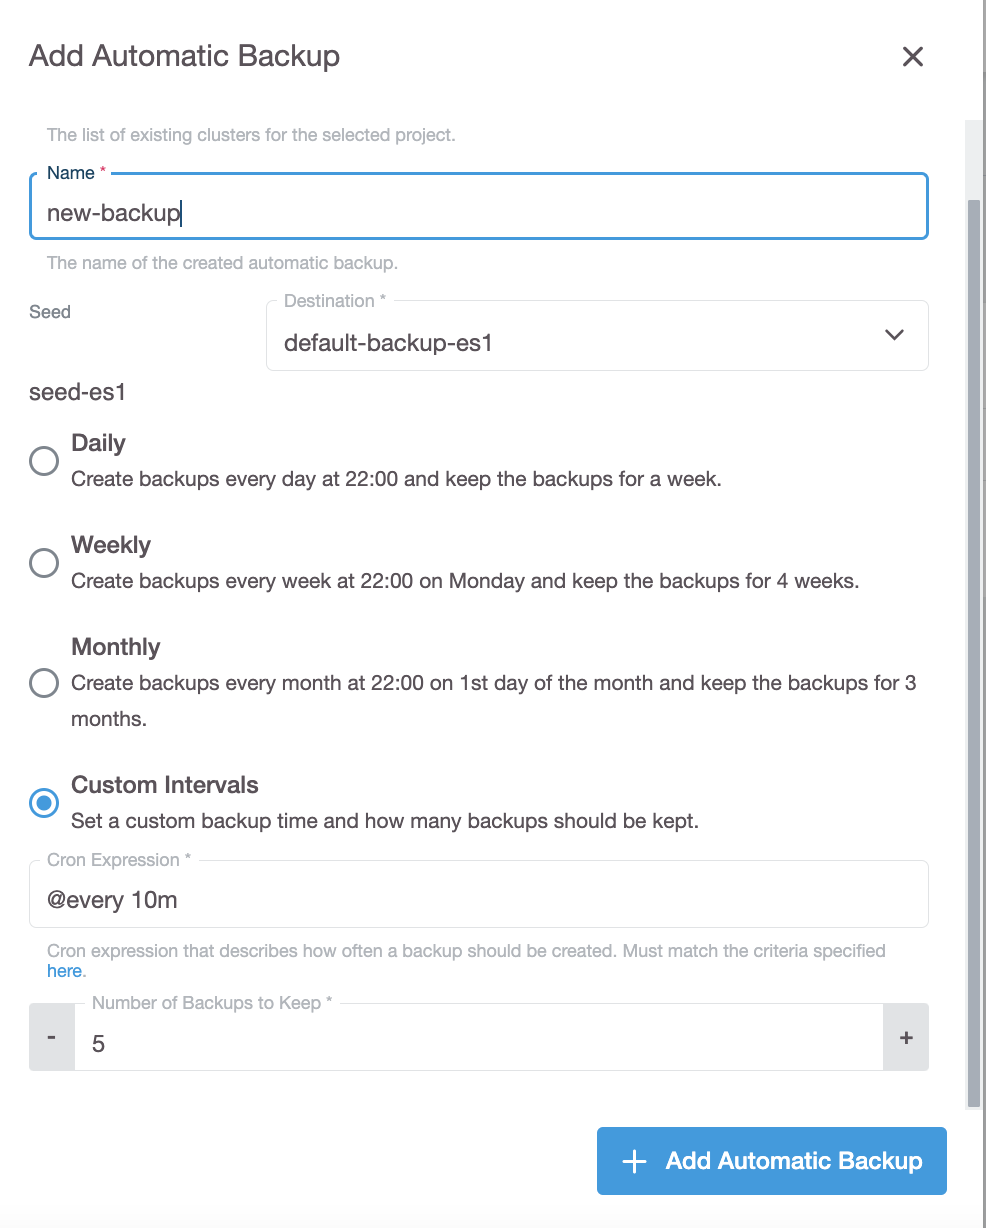 Add Automatic Backup
The list of existing clusters for the selected project.
Name *
new-backup
The name of the created automatic backup.
Seed
Destination *
default-backup-es1
seed-es1
Daily
Create backups every day at 22:00 and keep the backups for a week.
Weekly
Create backups every week at 22:00 on Monday and keep the backups for 4 weeks.
Monthly
Create backups every month at 22:00 on 1st day of the month and keep the backups for 3
months.
Custom Intervals
Set a custom backup time and how many backups should be kept.
Cron Expression *
@every 10m
Cron expression that describes how often a backup should be created. Must match the criteria specified
here.
Number of Backups to Keep *
- 5 +
+ Add Automatic Backup